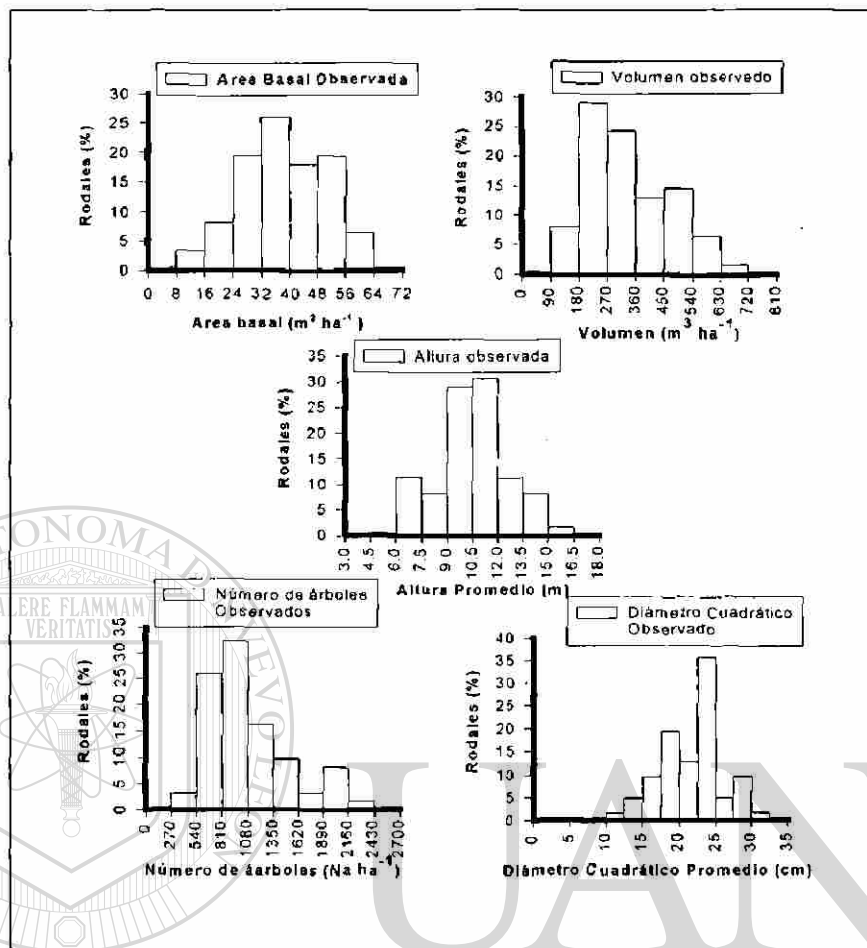 Area Basal Observada
Rodales (%)
30
25
20
15
10
5
0
0 8 16 24 32 40 48 56 64 72
Area basal (m² ha⁻¹)
Volumen observedo
Rodales (%)
30
25
20
15
10
5
0
0 90 180 270 360 450 540 630 720 810
Volumen (m³ ha⁻¹)
Altura observada
Rodales (%)
35
30
25
20
15
10
5
0
3.0 4.5 6.0 7.5 9.0 10.5 12.0 13.5 15.0 16.5 18.0
Altura Promedio (m)
Número de árboles
Observados
Rodales (%)
35
30
25
20
15
10
5
0
0 270 540 810 1080 1350 1620 1890 2160 2430 2700
Número de áarboles (Na ha⁻¹)
Diámetro Cuadrático
Observado
Rodales (%)
40
35
30
25
20
15
10
5
0
0 5 10 15 20 25 30 35
Diámetro Cuadrático Promedio (cm)
TONOMA D
NUEVO LEÓN
ALERE FLAMMAM
VERITATIS
UAN